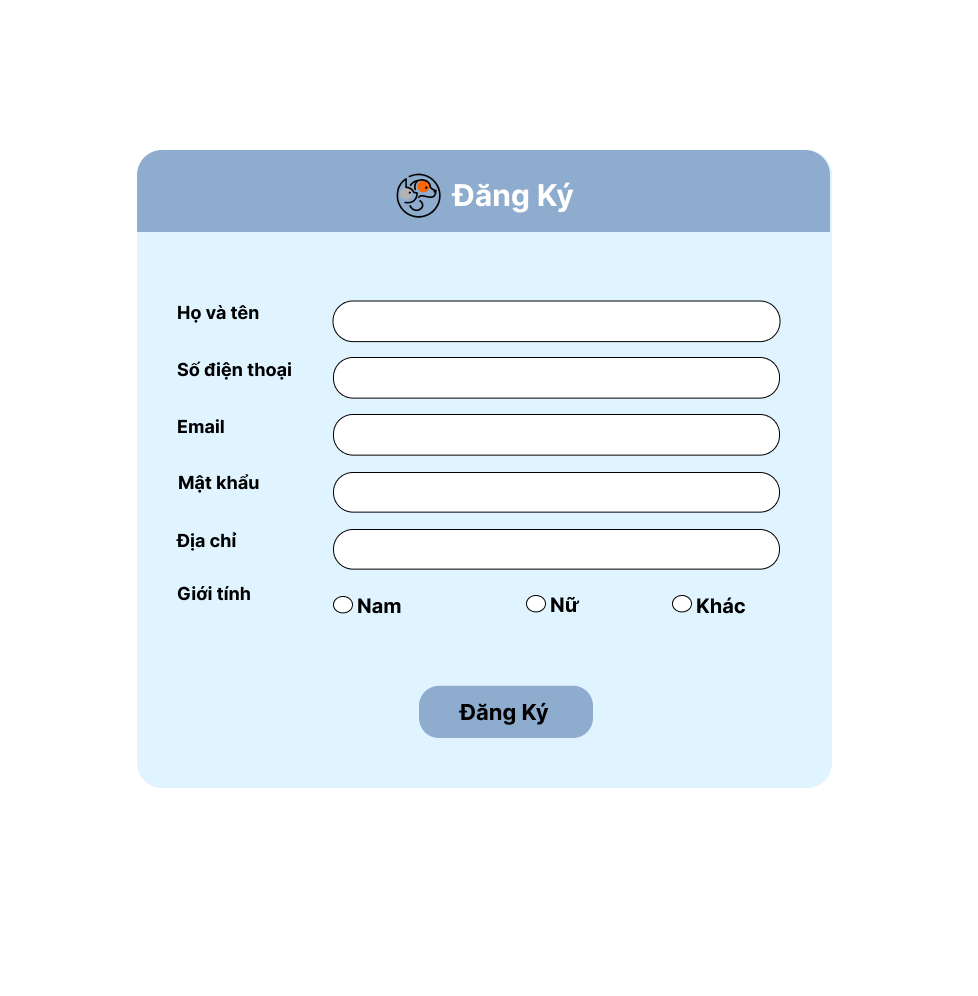 Đăng Ký
Họ và tên
Số điện thoại
Email
Mật khẩu
Địa chỉ
Giới tính
Nam Nữ Khác
Đăng Ký